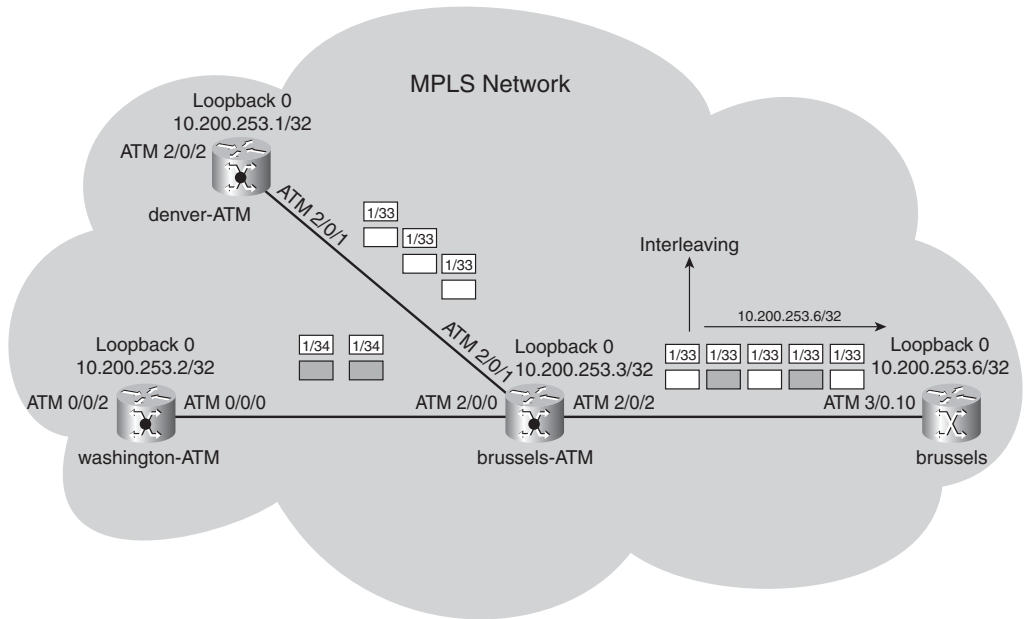 MPLS Network
Loopback 0
10.200.253.1/32
ATM 2/0/2
denver-ATM
ATM 2/0/1
1/33
1/33
1/33
Interleaving
10.200.253.6/32
1/34 1/34
ATM 2/0/1
1/33 1/33 1/33 1/33 1/33
Loopback 0
10.200.253.2/32
Loopback 0
10.200.253.3/32
Loopback 0
10.200.253.6/32
ATM 0/0/2
ATM 0/0/0
ATM 2/0/0
ATM 2/0/2
ATM 3/0.10
washington-ATM
brussels-ATM
brussels